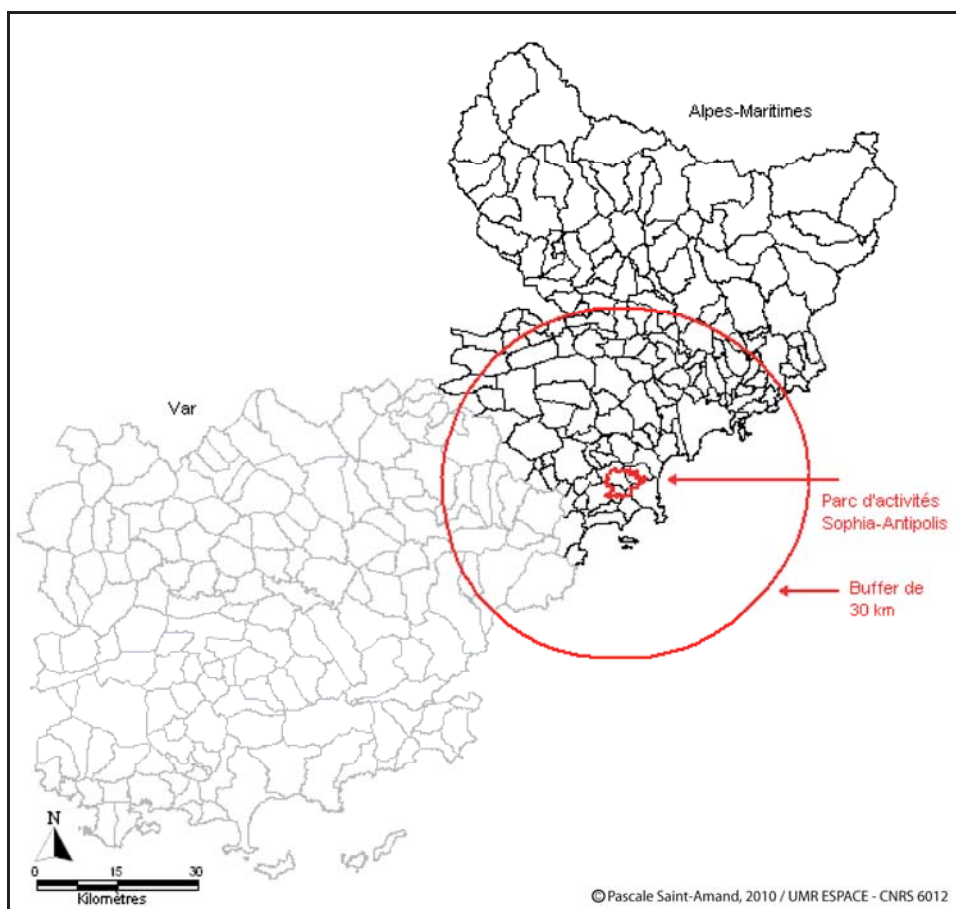 Alpes-Maritimes
Var
Parc d'activités
Sophia-Antipolis
Buffer de
30 km
N
0 15 30
Kilomètres
© Pascale Saint-Amand, 2010 / UMR ESPACE - CNRS 6012